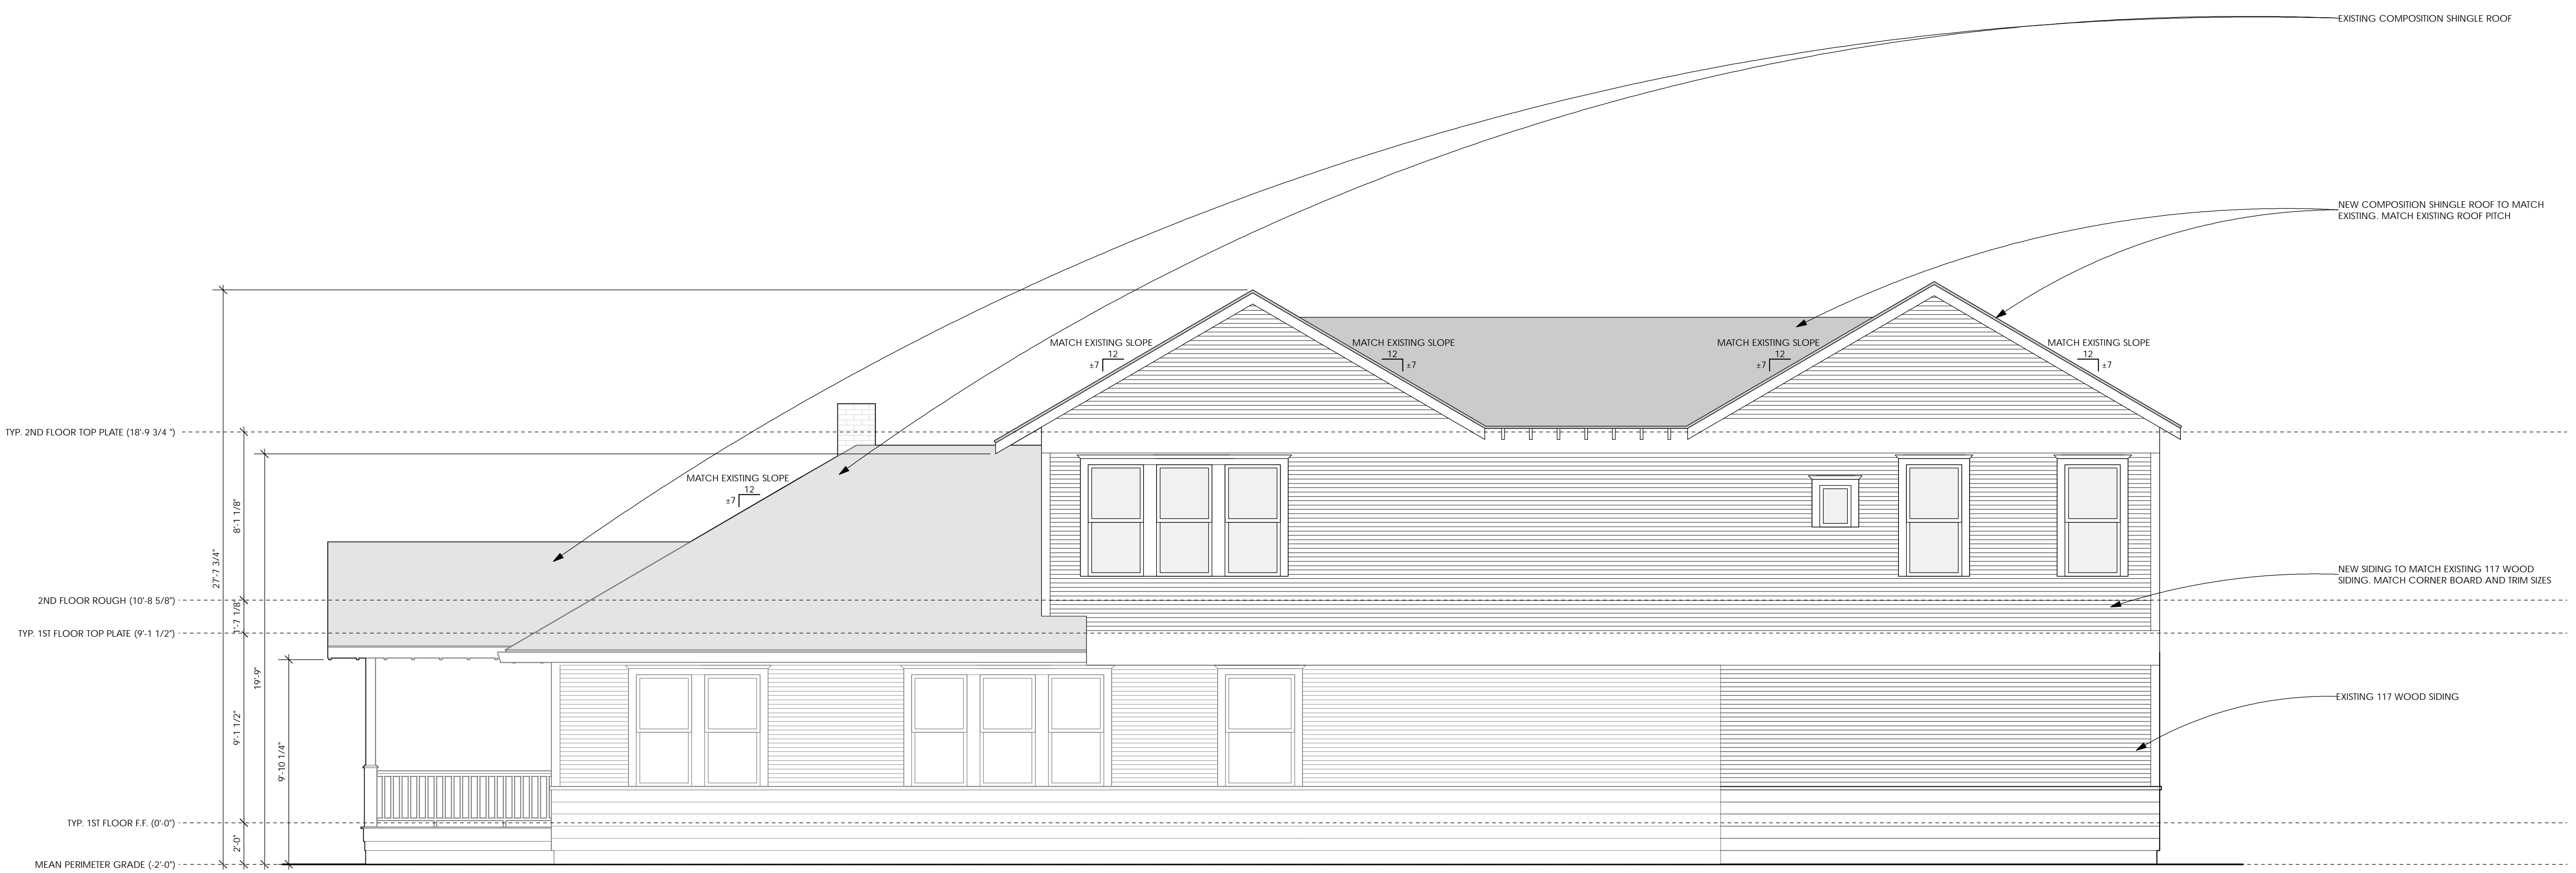 EXISTING COMPOSITION SHINGLE ROOF
NEW COMPOSITION SHINGLE ROOF TO MATCH
EXISTING. MATCH EXISTING ROOF PITCH
MATCH EXISTING SLOPE
12
±7
MATCH EXISTING SLOPE
12
±7
MATCH EXISTING SLOPE
12
±7
MATCH EXISTING SLOPE
12
±7
TYP. 2ND FLOOR TOP PLATE (18'-9 3/4 ")
MATCH EXISTING SLOPE
12
±7
8'-1 1/8"
27'-7 3/4"
NEW SIDING TO MATCH EXISTING 117 WOOD
SIDING. MATCH CORNER BOARD AND TRIM SIZES
2ND FLOOR ROUGH (10'-8 5/8")
1'-7 1/8"
TYP. 1ST FLOOR TOP PLATE (9'-1 1/2")
19'-9"
EXISTING 117 WOOD SIDING
9'-1 1/2"
9'-10 1/4"
TYP. 1ST FLOOR F.F. (0'-0")
2'-0"
MEAN PERIMETER GRADE (-2'-0")